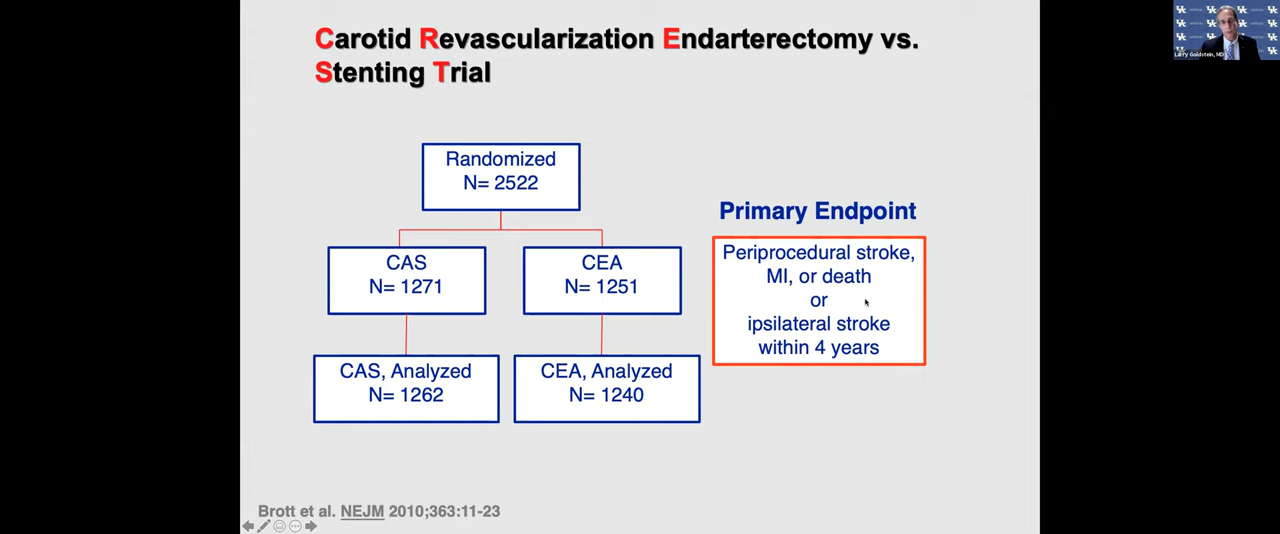 Carotid Revascularization Endarterectomy vs.
Stenting Trial
Randomized
N= 2522
CAS
N= 1271
CEA
N= 1251
CAS, Analyzed
N= 1262
CEA, Analyzed
N= 1240
Primary Endpoint
Periprocedural stroke,
MI, or death
or
ipsilateral stroke
within 4 years
Brott et al. NEJM 2010;363:11-23
Larry Goldstein, MD